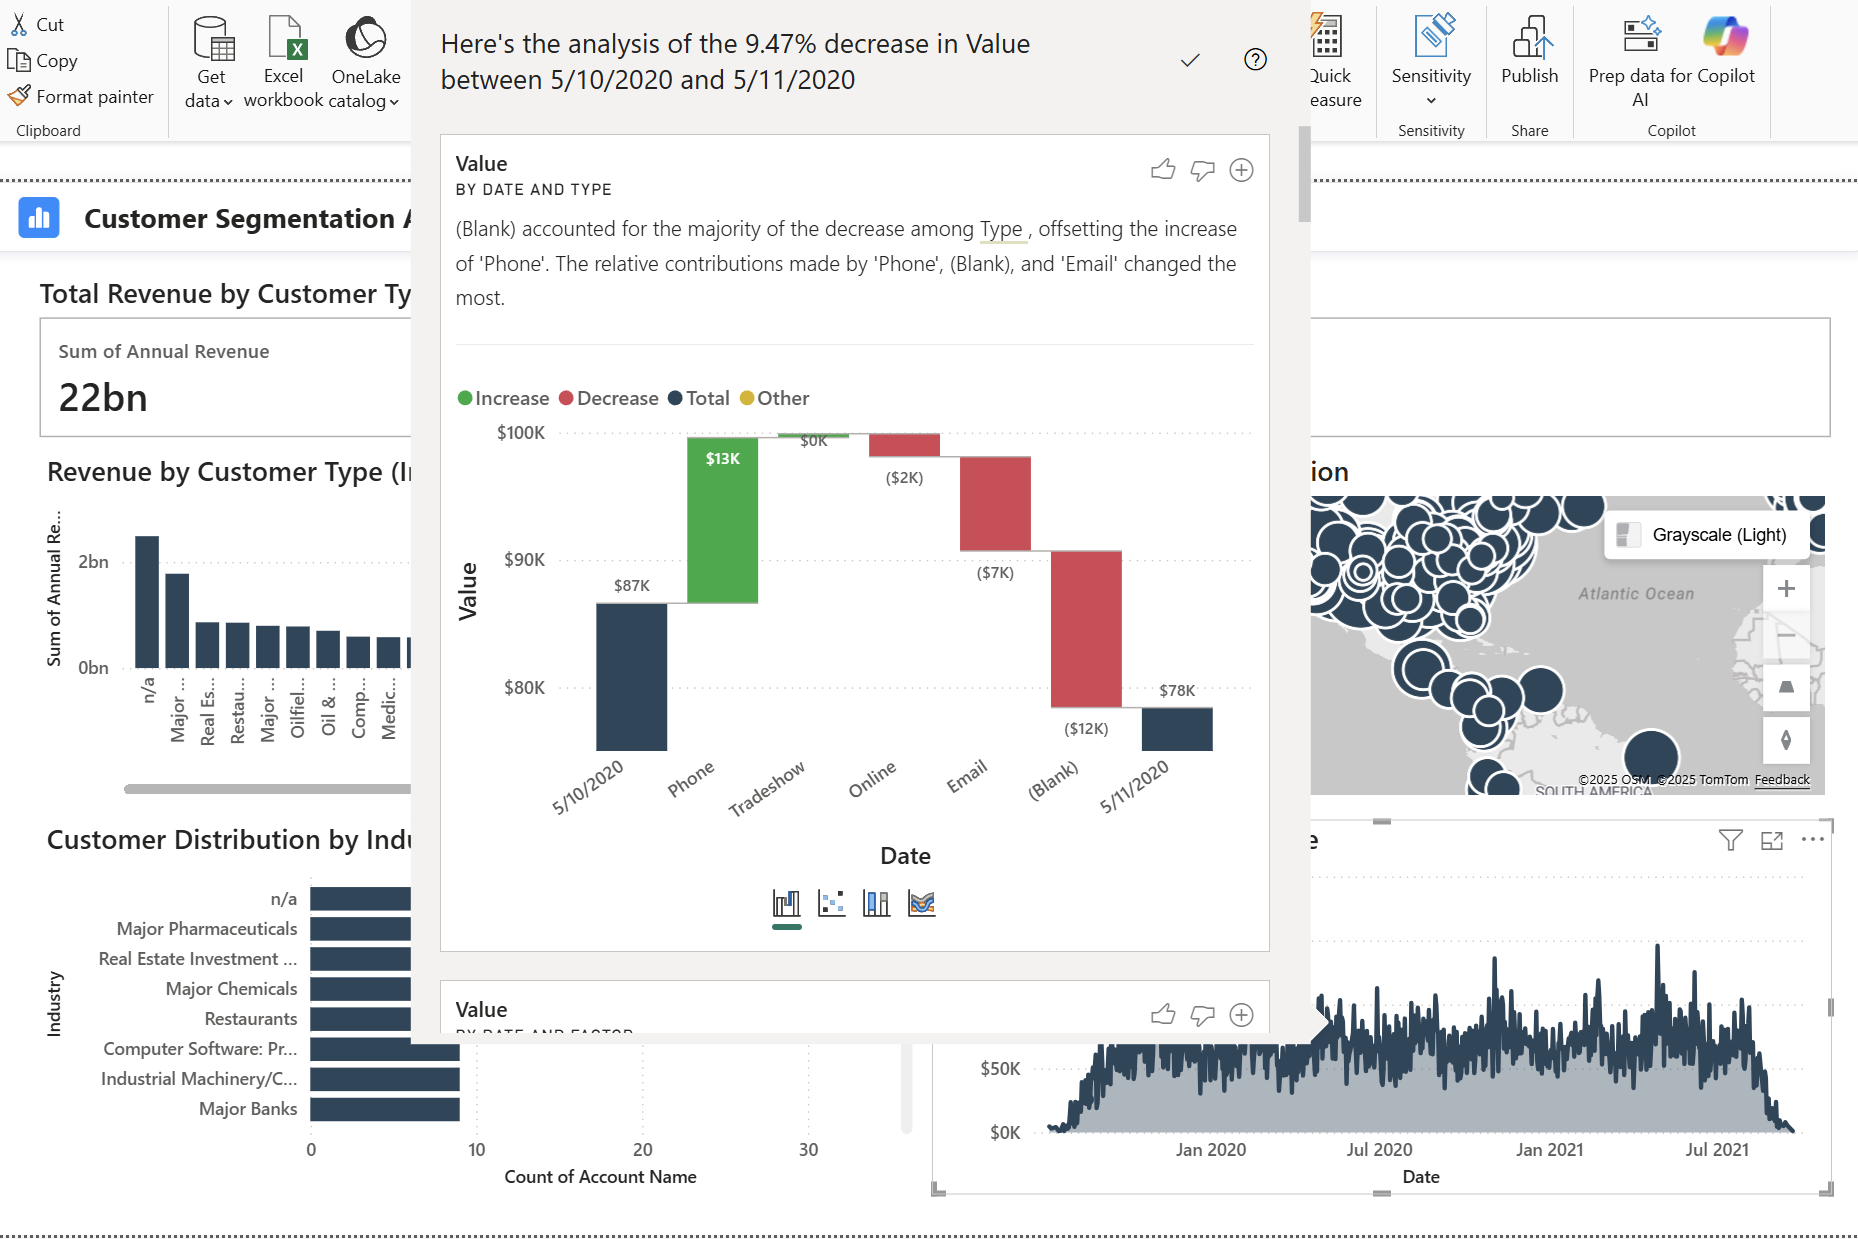 Cut
Copy
Format painter
Clipboard
Get
data
Excel
workbook
OneLake
catalog
Quick
easure
Sensitivity
Sensitivity
Publish
Share
Prep data for
AI
Copilot
Copilot
Customer Segmentation A
Total Revenue by Customer Ty
Sum of Annual Revenue
22bn
Revenue by Customer Type (I
Sum of Annual Re...
2bn
0bn
n/a
Major ...
Real Es...
Restau...
Major ...
Oilfiel...
Oil & ...
Comp...
Medic...
Customer Distribution by Indu
Industry
n/a
Major Pharmaceuticals
Real Estate Investment ...
Major Chemicals
Restaurants
Computer Software: Pr...
Industrial Machinery/C...
Major Banks
0
10
20
30
Count of Account Name
Here's the analysis of the 9.47% decrease in Value
between 5/10/2020 and 5/11/2020
Value
BY DATE AND TYPE
(Blank) accounted for the majority of the decrease among Type , offsetting the increase
of 'Phone'. The relative contributions made by 'Phone', (Blank), and 'Email' changed the
most.
Increase Decrease Total Other
Value
$100K
$90K
$80K
$87K
$13K
$0K
($2K)
($7K)
($12K)
$78K
5/10/2020
Phone
Tradeshow
Online
Email
(Blank)
5/11/2020
Date
Value
BY DATE AND FACTOR
ion
Grayscale (Light)
Atlantic Ocean
SOUTH AMERICA
©2025 OSM ©2025 TomTom Feedback
e
$50K
$0K
Jan 2020
Jul 2020
Jan 2021
Jul 2021
Date